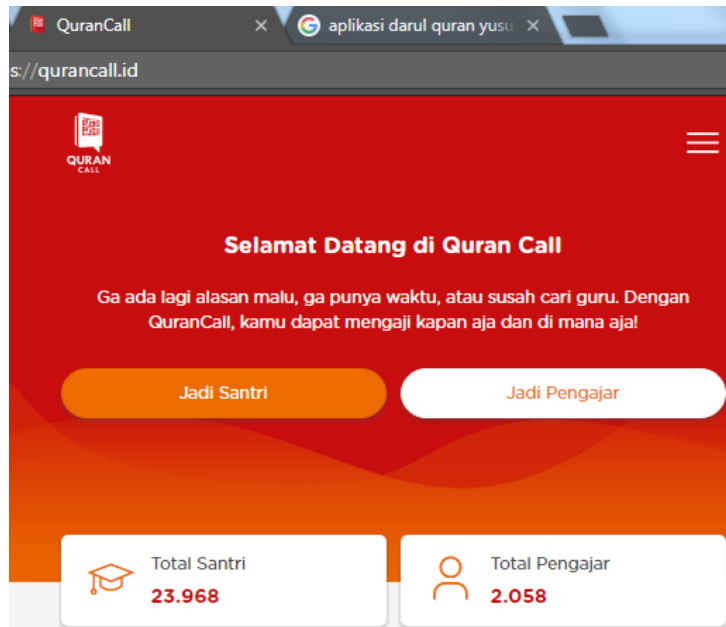 QuranCall
aplikasi darul quran yusu
s://qurancall.id
QURAN
CALL
Selamat Datang di Quran Call
Ga ada lagi alasan malu, ga punya waktu, atau susah cari guru. Dengan
QuranCall, kamu dapat mengaji kapan aja dan di mana aja!
Jadi Santri
Jadi Pengajar
Total Santri
23.968
Total Pengajar
2.058